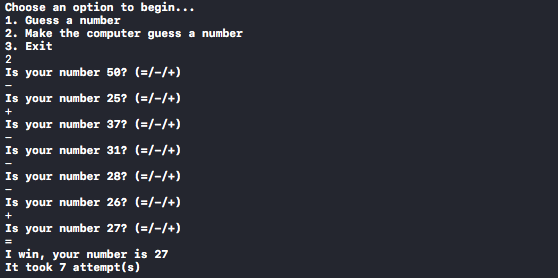 Choose an option to begin...
1. Guess a number
2. Make the computer guess a number
3. Exit
2
Is your number 50? (=/-/+)
-
Is your number 25? (=/-/+)
+
Is your number 37? (=/-/+)
-
Is your number 31? (=/-/+)
-
Is your number 28? (=/-/+)
-
Is your number 26? (=/-/+)
+
Is your number 27? (=/-/+)
=
I win, your number is 27
It took 7 attempt(s)